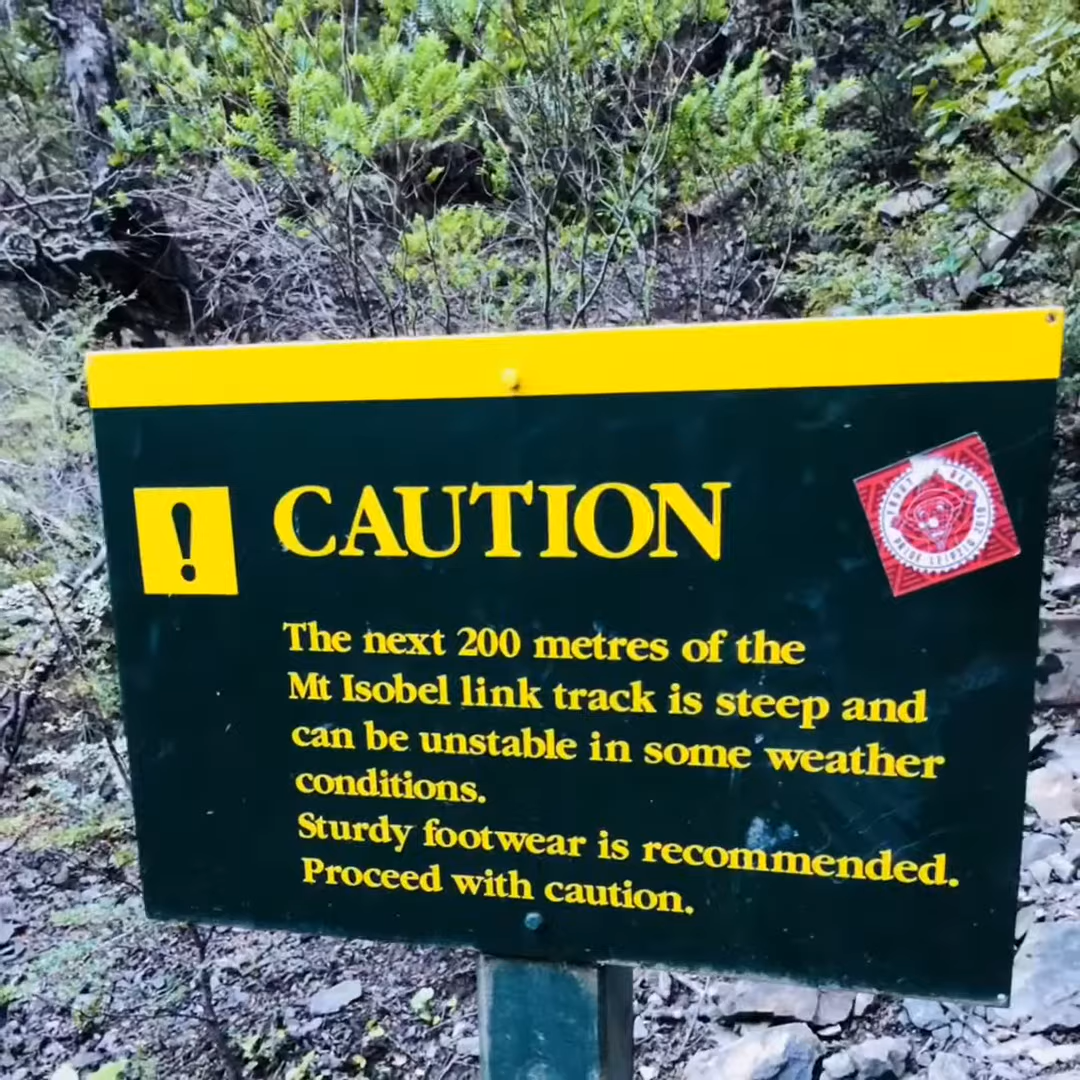 !
CAUTION
The next 200 metres of the
Mt Isobel link track is steep and
can be unstable in some weather
conditions.
Sturdy footwear is recommended.
Proceed with caution.